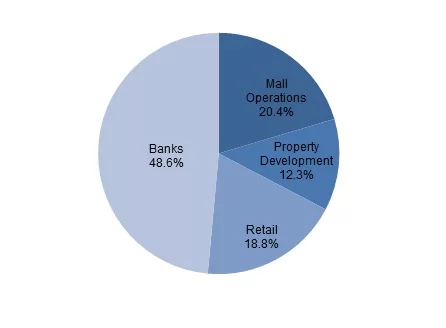 Mall
Operations
20.4%
Property
Development
12.3%
Retail
18.8%
Banks
48.6%